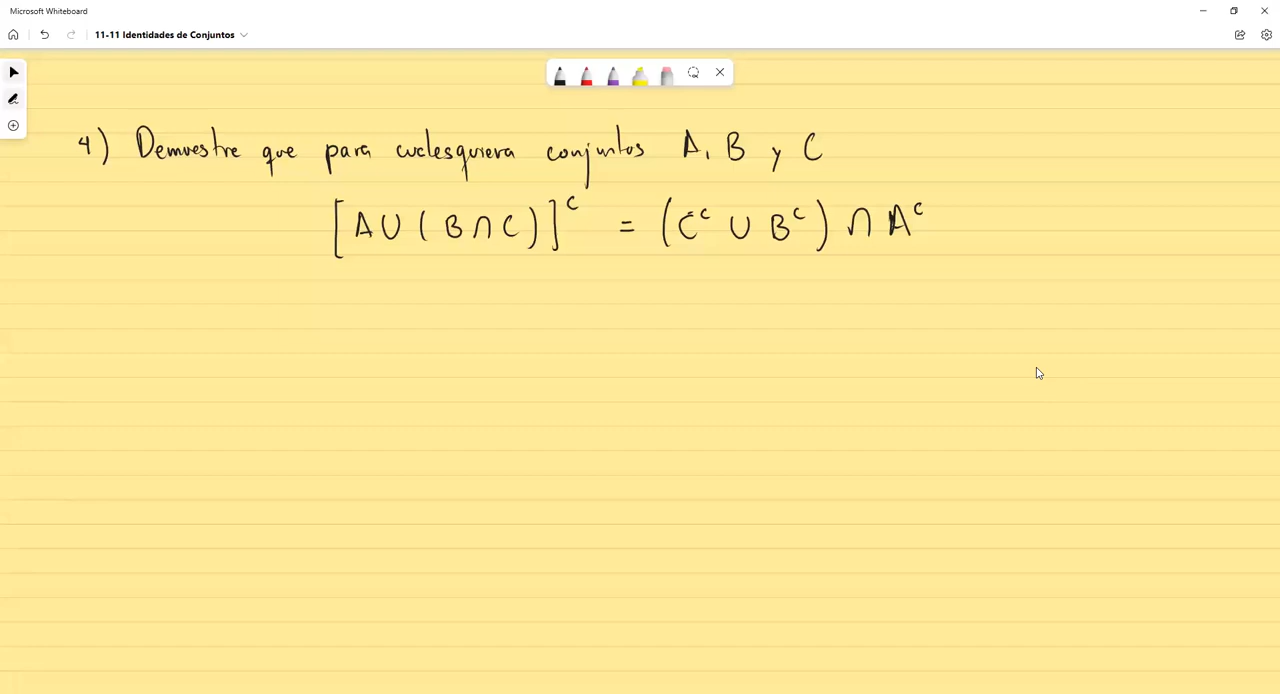 Microsoft Whiteboard
11-11 Identidades de Conjuntos
4) Demuestre que para cualesquiera conjuntos A, B y C
[A∪(B∩C)]ᶜ = (Cᶜ ∪ Bᶜ) ∩ Aᶜ